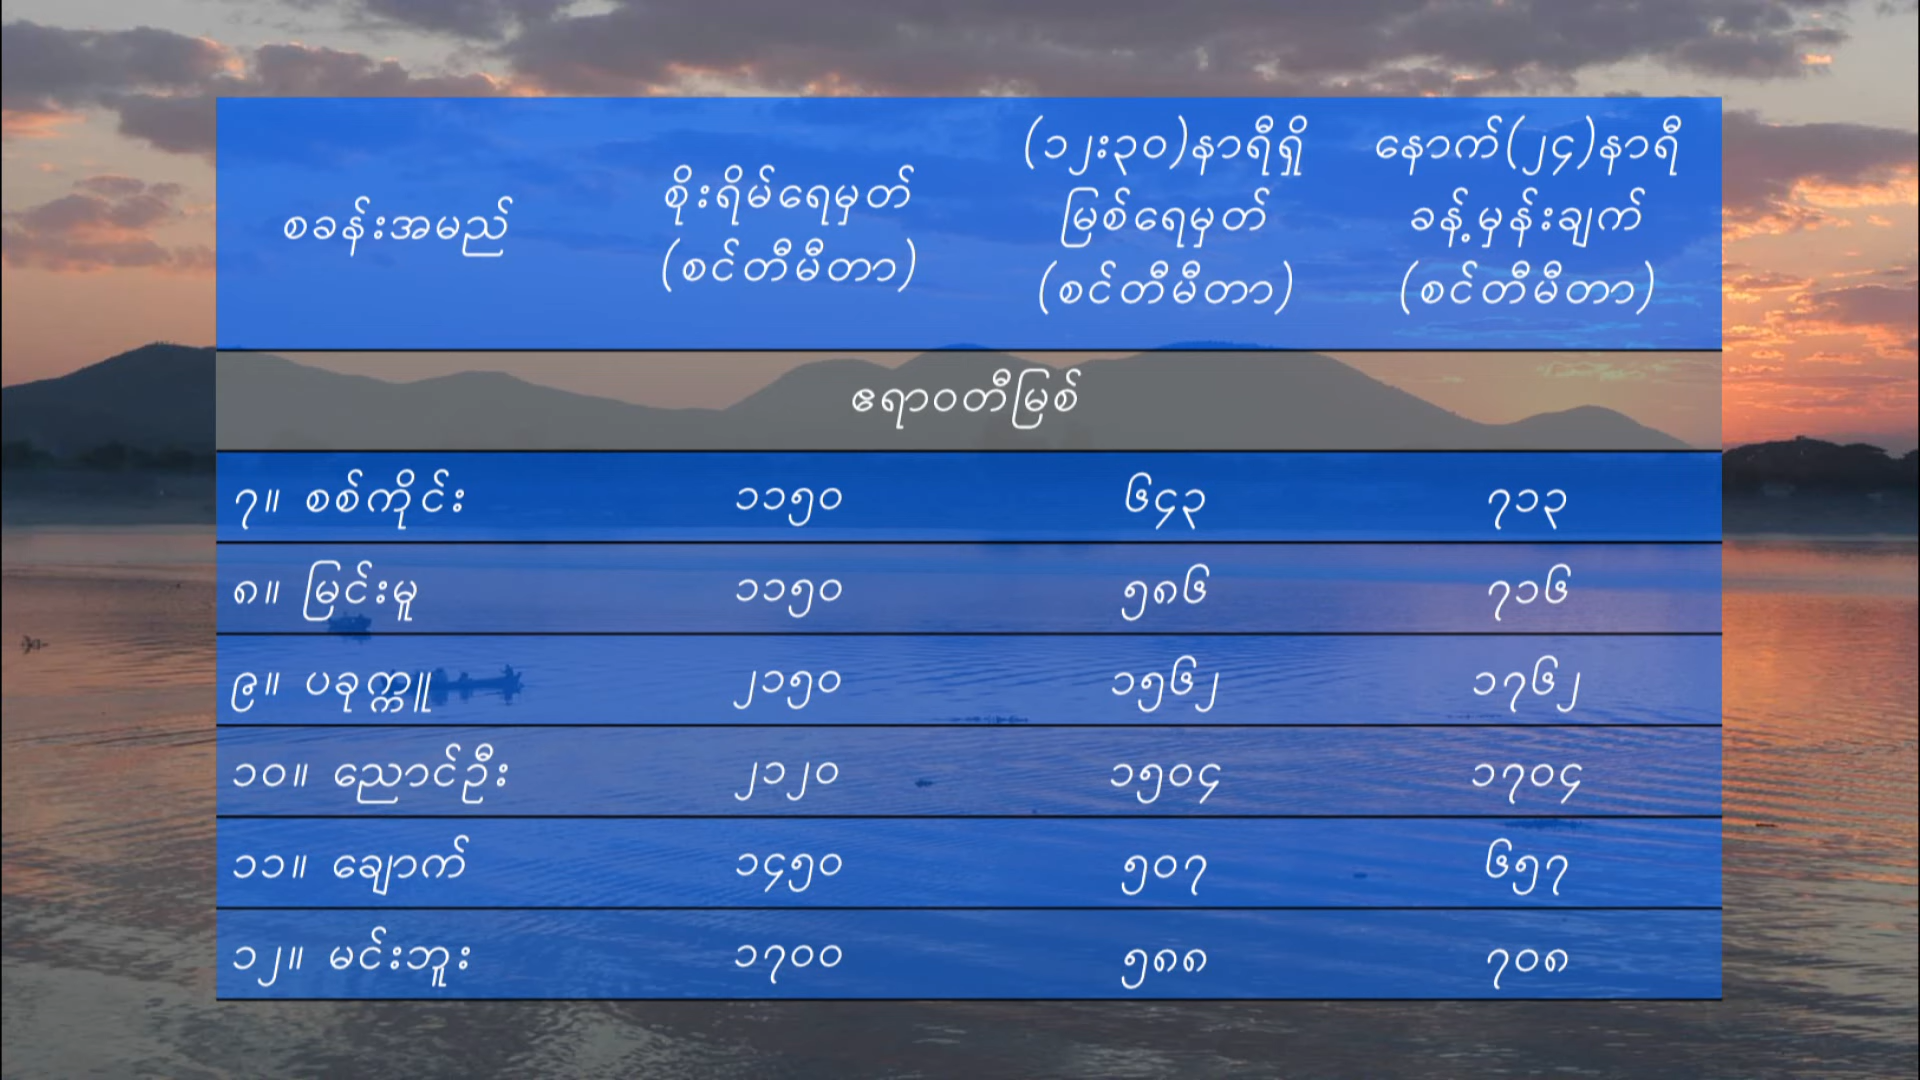 စခန်းအမည်
စိုးရိမ်ရေမှတ်
(စင်တီမီတာ)
(၁၂း၃၀)နာရီရှိ
မြစ်ရေမှတ်
(စင်တီမီတာ)
နောက်(၂၄)နာရီ
ခန့်မှန်းချက်
(စင်တီမီတာ)
ဧရာဝတီမြစ်
၇။ စစ်ကိုင်း ၁၁၅၀ ၆၄၃ ၇၁၃
၈။ မြင်းမူ ၁၁၅၀ ၅၈၆ ၇၁၆
၉။ ပခုက္ကူ ၂၁၅၀ ၁၅၆၂ ၁၇၆၂
၁၀။ ညောင်ဦး ၂၁၂၀ ၁၅၀၄ ၁၇၀၄
၁၁။ ချောက် ၁၄၅၀ ၅၀၇ ၆၅၇
၁၂။ မင်းဘူး ၁၇၀၀ ၅၈၈ ၇၀၈